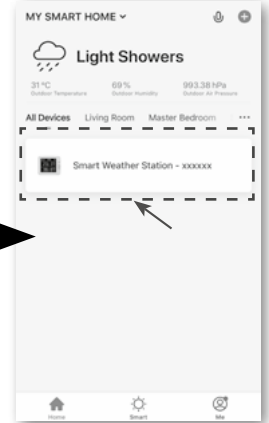 MY SMART HOME
Light Showers
31 °C 69 % 993.38 hPa
Outdoor Temperature Outdoor Humidity Outdoor Air Pressure
All Devices Living Room Master Bedroom ...
Smart Weather Station - xxxxxx
Home Smart Me